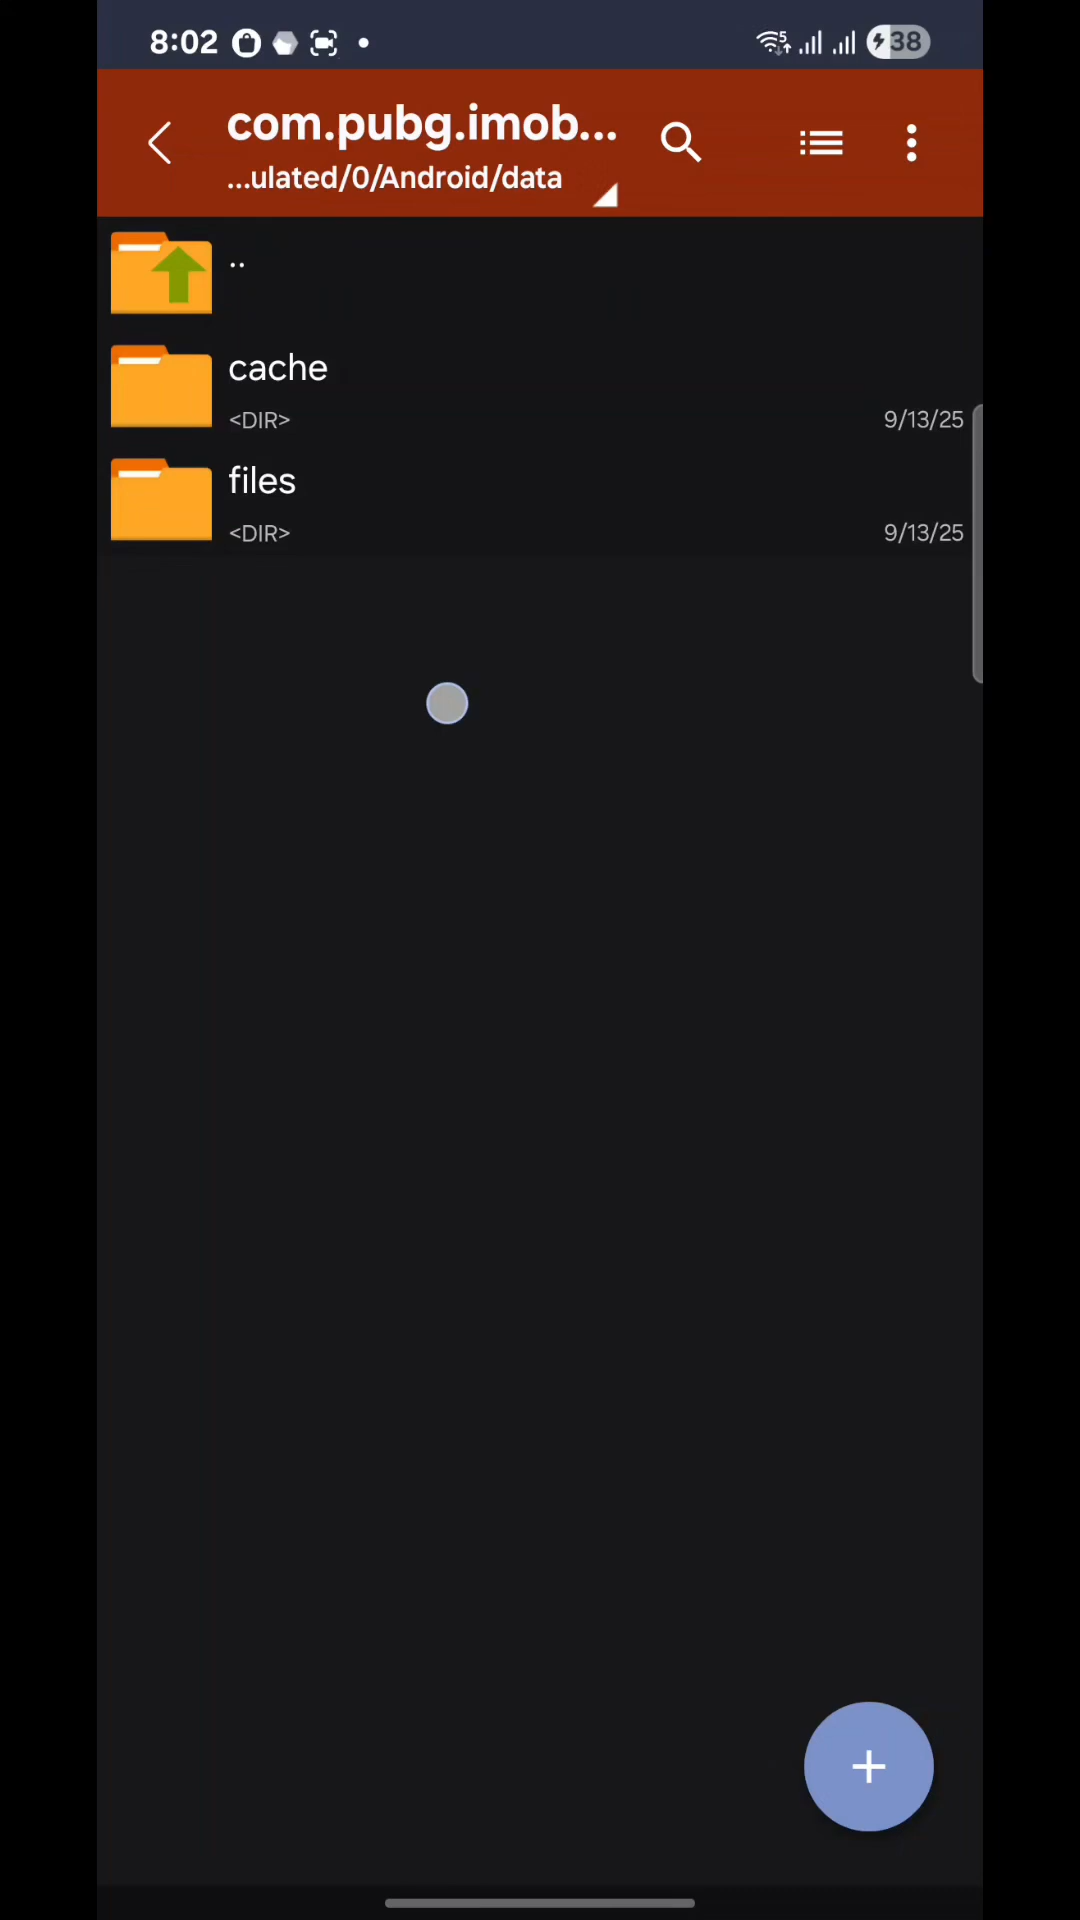 8:02
5
38
com.pubg.imob...
...ulated/0/Android/data
..
cache
<DIR>
9/13/25
files
<DIR>
9/13/25
+